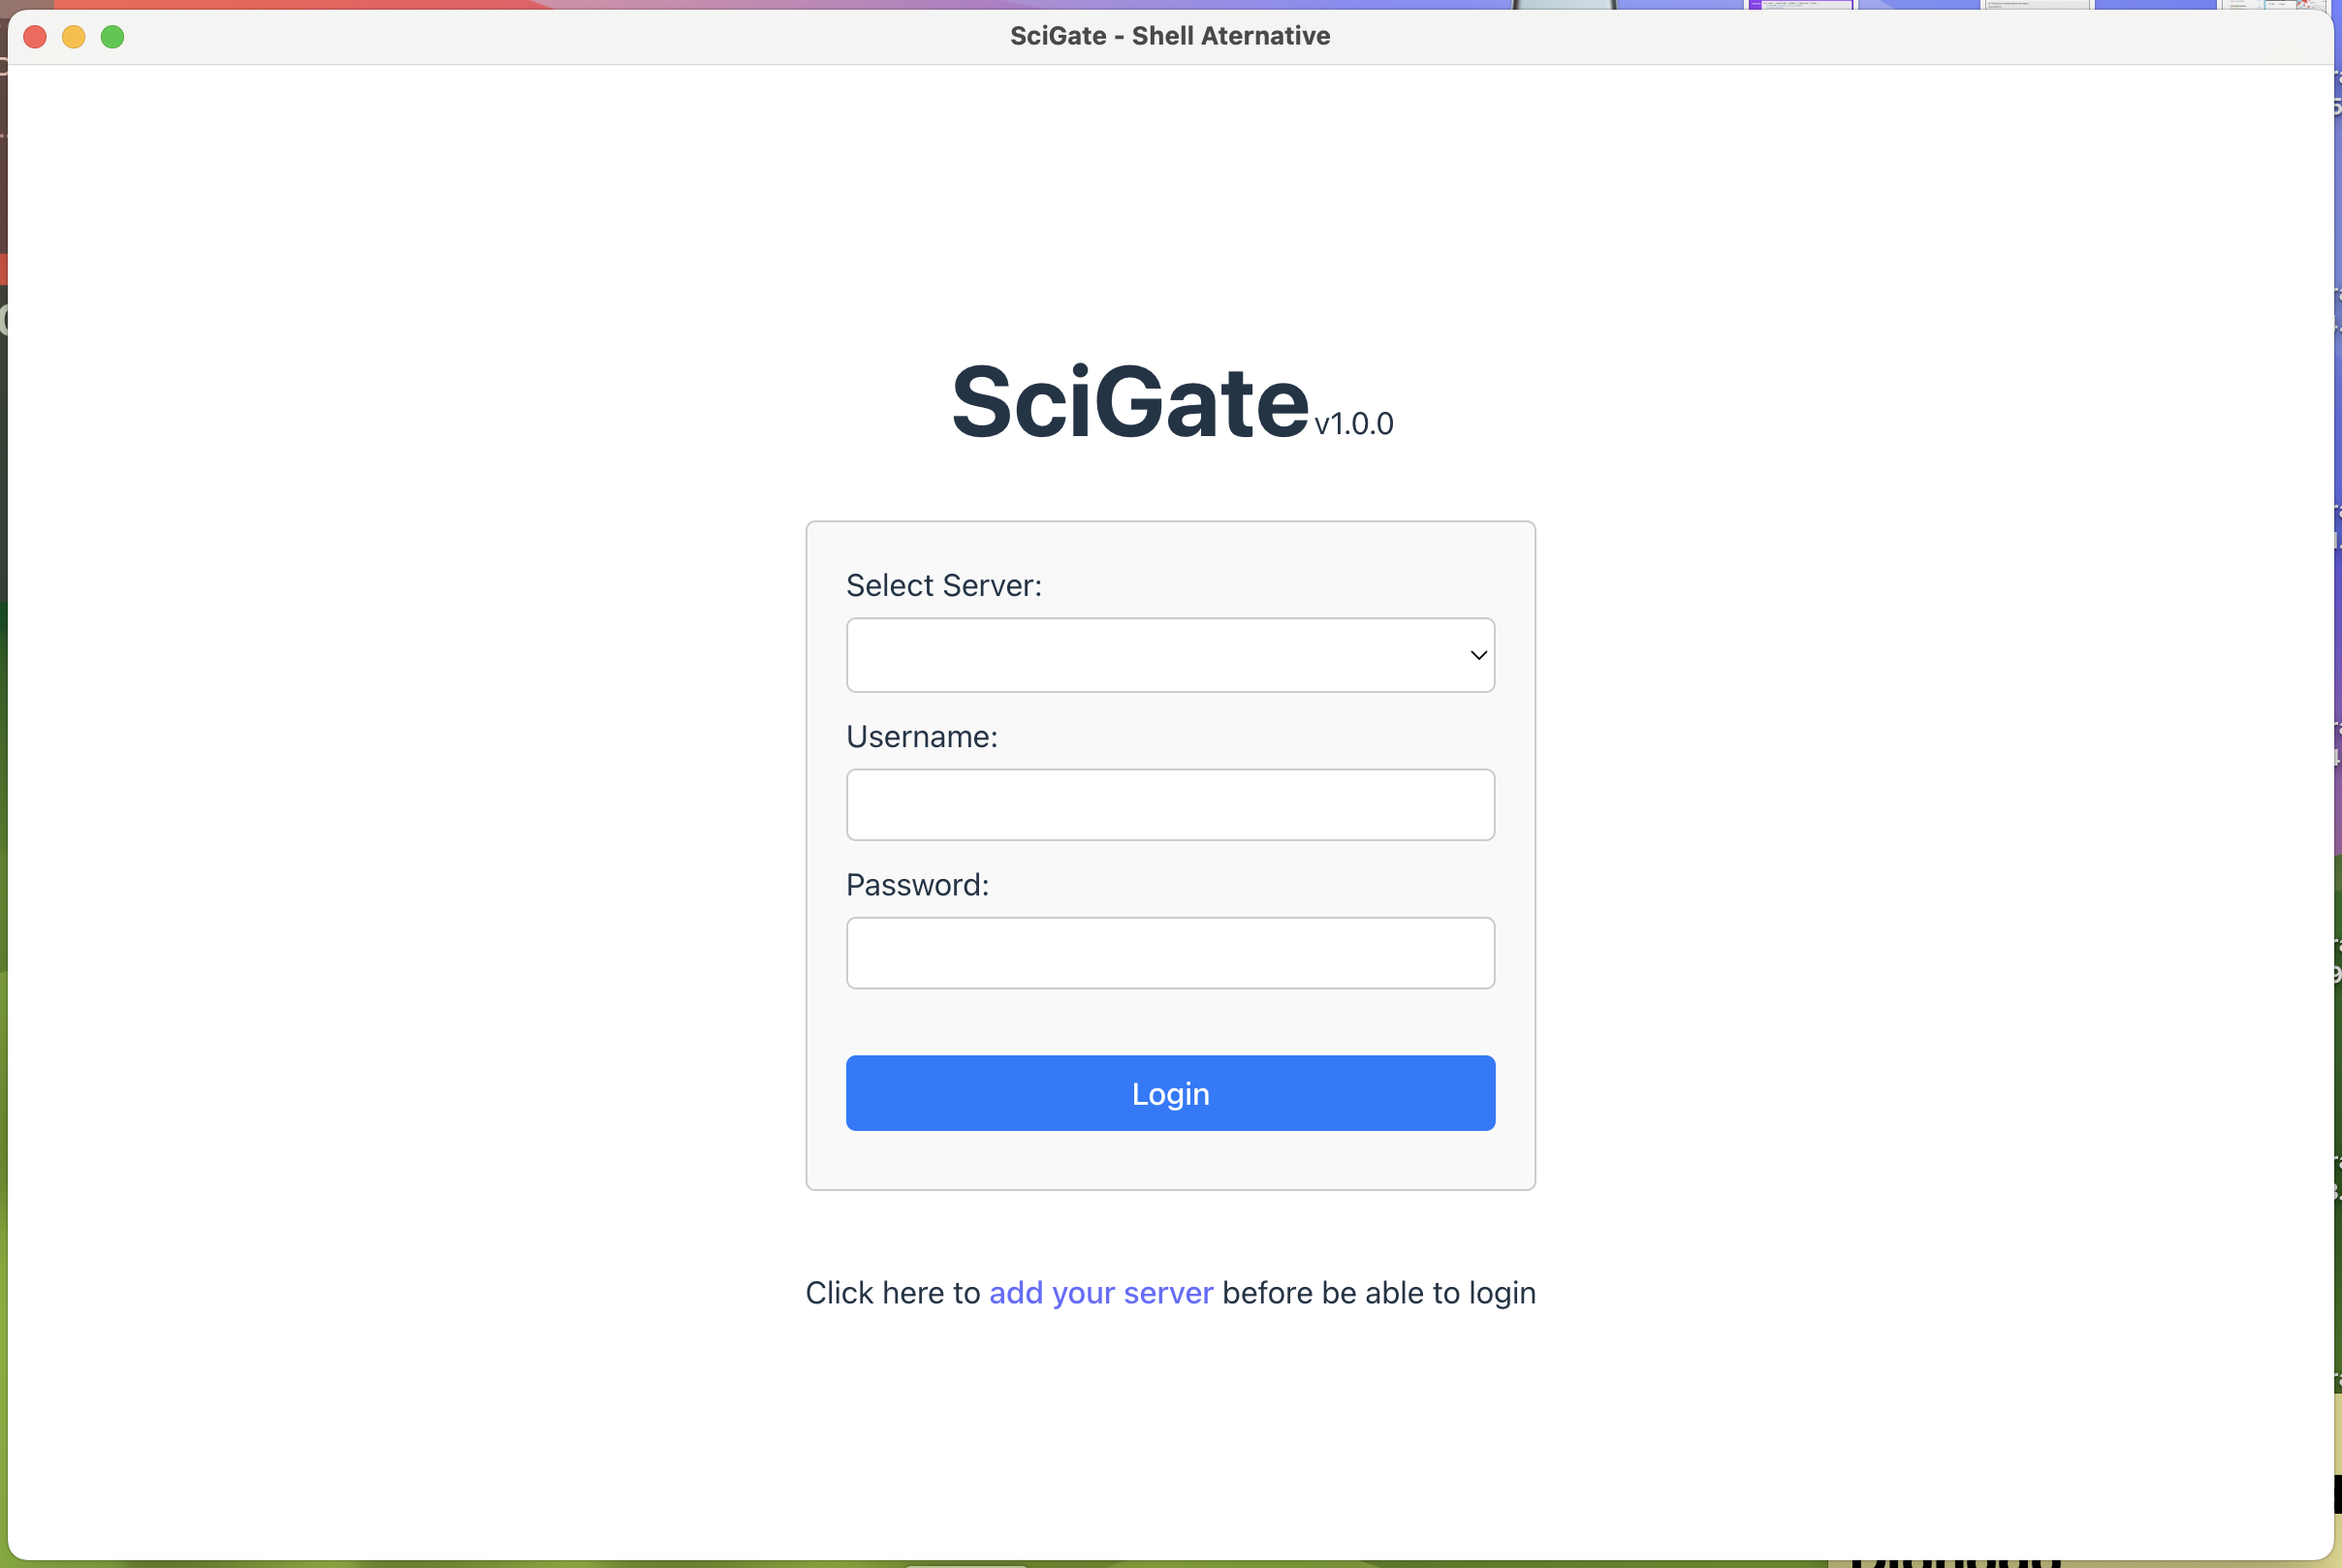 SciGate - Shell Aternative
SciGate v1.0.0
Select Server:
Username:
Password:
Login
Click here to add your server before be able to login